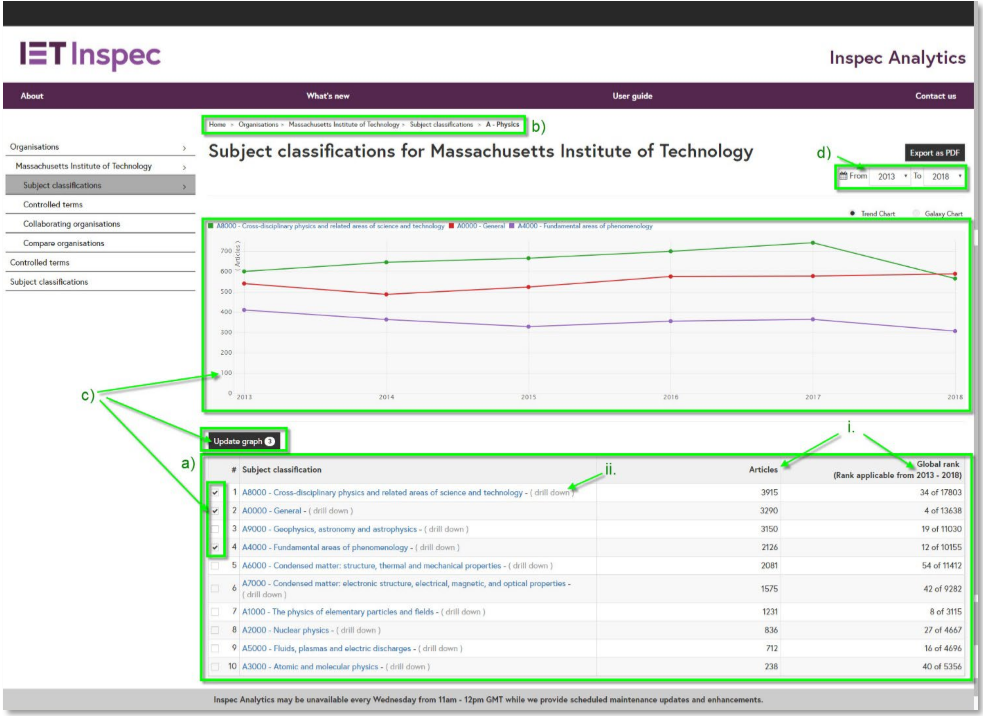 IET Inspec
Inspec Analytics
About What's new User guide Contact us
Home > Organisations > Massachusetts Institute of Technology > Subject classifications > A - Physics
b)
Organisations >
Massachusetts Institute of Technology >
Subject classifications >
Controlled terms
Collaborating organisations
Compare organisations
Controlled terms
Subject classifications
Subject classifications for Massachusetts Institute of Technology
Export as PDF
d)
From 2013 To 2018
Trend Chart Galaxy Chart
A8000 - Cross-disciplinary physics and related areas of science and technology A0000 - General A4000 - Fundamental areas of phenomenology
( Articles )
700
600
500
400
300
200
100
0
2013 2014 2015 2016 2017 2018
c)
Update graph 3
a)
i.
ii.
# Subject classification Articles Global rank
(Rank applicable from 2013 - 2018)
1 A8000 - Cross-disciplinary physics and related areas of science and technology - ( drill down ) 3915 34 of 17803
2 A0000 - General - ( drill down ) 3290 4 of 13638
3 A9000 - Geophysics, astronomy and astrophysics - ( drill down ) 3150 19 of 11030
4 A4000 - Fundamental areas of phenomenology - ( drill down ) 2126 12 of 10155
5 A6000 - Condensed matter: structure, thermal and mechanical properties - ( drill down ) 2081 54 of 11412
6 A7000 - Condensed matter: electronic structure, electrical, magnetic, and optical properties -
( drill down ) 1575 42 of 9282
7 A1000 - The physics of elementary particles and fields - ( drill down ) 1231 8 of 3115
8 A2000 - Nuclear physics - ( drill down ) 836 27 of 4667
9 A5000 - Fluids, plasmas and electric discharges - ( drill down ) 712 16 of 4696
10 A3000 - Atomic and molecular physics - ( drill down ) 238 40 of 5356
Inspec Analytics may be unavailable every Wednesday from 11am - 12pm GMT while we provide scheduled maintenance updates and enhancements.